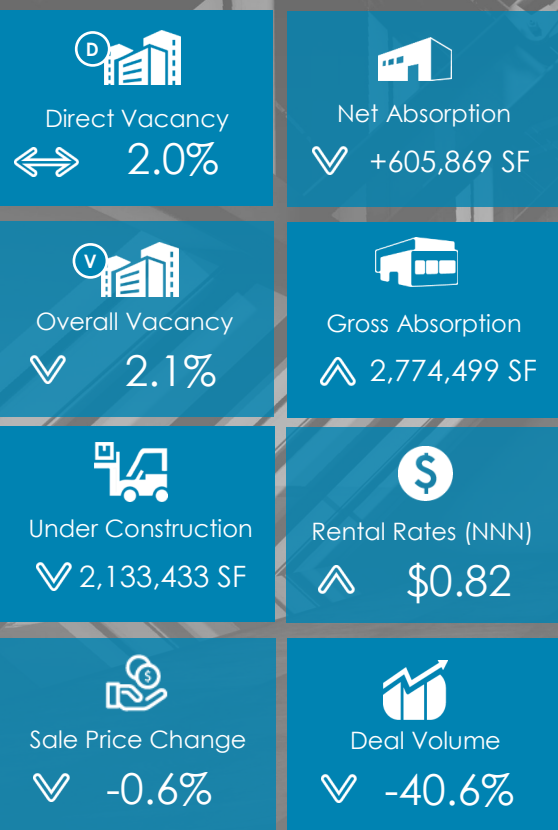 D
Direct Vacancy
2.0%
Net Absorption
+605,869 SF
V
Overall Vacancy
2.1%
Gross Absorption
2,774,499 SF
Under Construction
2,133,433 SF
$
Rental Rates (NNN)
$0.82
$
Sale Price Change
-0.6%
Deal Volume
-40.6%